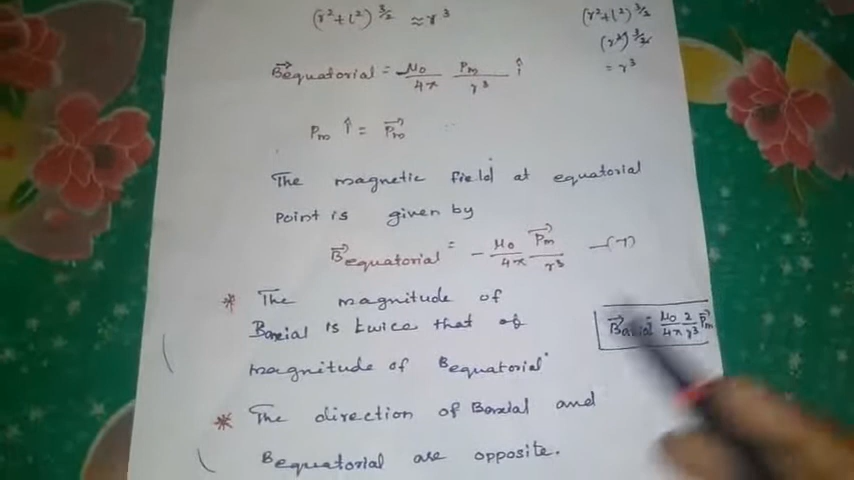 (r²+l²)^3/2 ≈ r³
(r²+l²)^3/2
(r²)^3/2
= r³
B⃗equatorial = -μ₀/4π Pm/r³ î
Pm î = P⃗m
The magnetic field at equatorial
point is given by
B⃗equatorial = - μ₀/4π P⃗m/r³ —(7)
* The magnitude of
Baxial is twice that of
magnitude of Bequatorial
B⃗axial = μ₀/4π 2/r³ P⃗m
* The direction of Baxial and
Bequatorial are opposite.